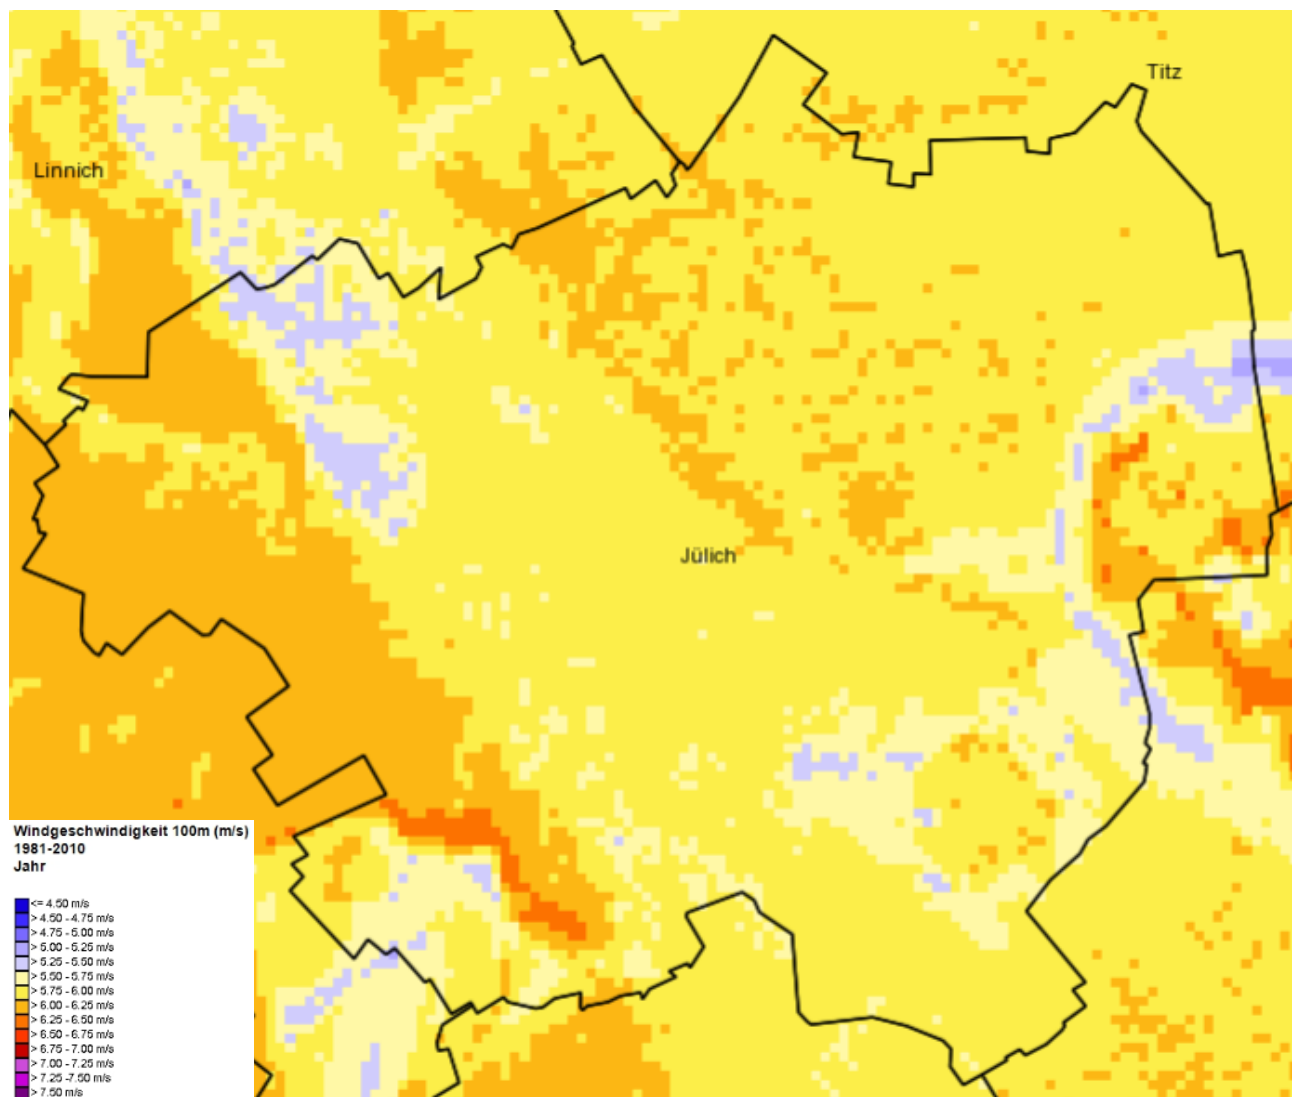 Titz
Linnich
Jülich
Windgeschwindigkeit 100m (m/s)
1981-2010
Jahr
<= 4.50 m/s
> 4.50 - 4.75 m/s
> 4.75 - 5.00 m/s
> 5.00 - 5.25 m/s
> 5.25 - 5.50 m/s
> 5.50 - 5.75 m/s
> 5.75 - 6.00 m/s
> 6.00 - 6.25 m/s
> 6.25 - 6.50 m/s
> 6.50 - 6.75 m/s
> 6.75 - 7.00 m/s
> 7.00 - 7.25 m/s
> 7.25 -7.50 m/s
> 7.50 m/s